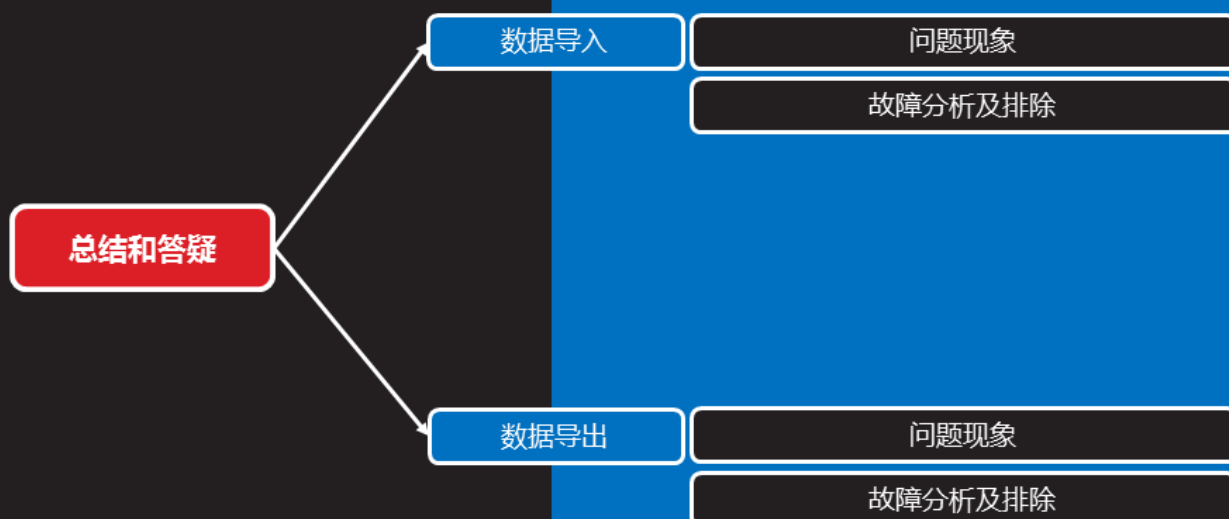 数据导入
问题现象
故障分析及排除
总结和答疑
数据导出
问题现象
故障分析及排除